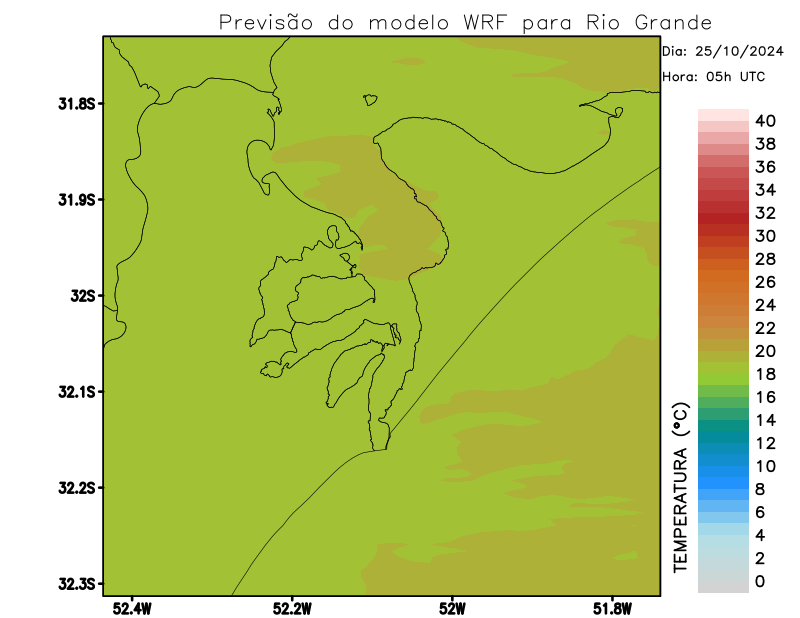 Previsão do modelo WRF para Rio Grande
Dia: 25/10/2024
Hora: 05h UTC
31.8S
31.9S
32S
32.1S
32.2S
32.3S
52.4W
52.2W
52W
51.8W
TEMPERATURA (°C)
40
38
36
34
32
30
28
26
24
22
20
18
16
14
12
10
8
6
4
2
0